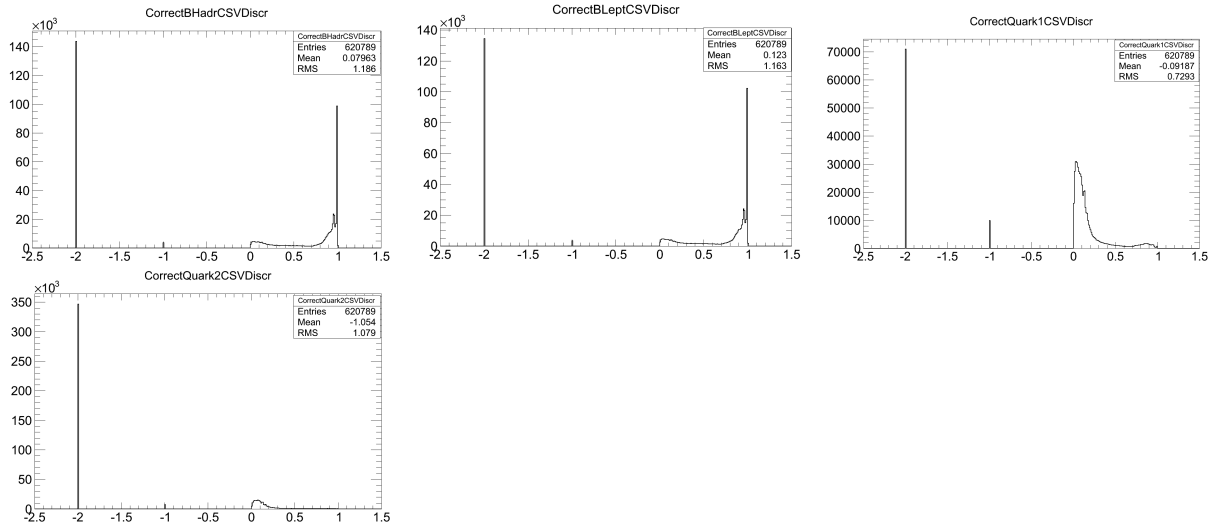 CorrectBHadrCSVDiscr
×10³
CorrectBHadrCSVDiscr
Entries 620789
Mean 0.07963
RMS 1.186
140
120
100
80
60
40
20
0
-2.5 -2 -1.5 -1 -0.5 0 0.5 1 1.5
CorrectBLeptCSVDiscr
×10³
CorrectBLeptCSVDiscr
Entries 620789
Mean 0.123
RMS 1.163
140
120
100
80
60
40
20
0
-2.5 -2 -1.5 -1 -0.5 0 0.5 1 1.5
CorrectQuark1CSVDiscr
CorrectQuark1CSVDiscr
Entries 620789
Mean -0.09187
RMS 0.7293
70000
60000
50000
40000
30000
20000
10000
0
-2.5 -2 -1.5 -1 -0.5 0 0.5 1 1.5
CorrectQuark2CSVDiscr
×10³
CorrectQuark2CSVDiscr
Entries 620789
Mean -1.054
RMS 1.079
350
300
250
200
150
100
50
0
-2.5 -2 -1.5 -1 -0.5 0 0.5 1 1.5